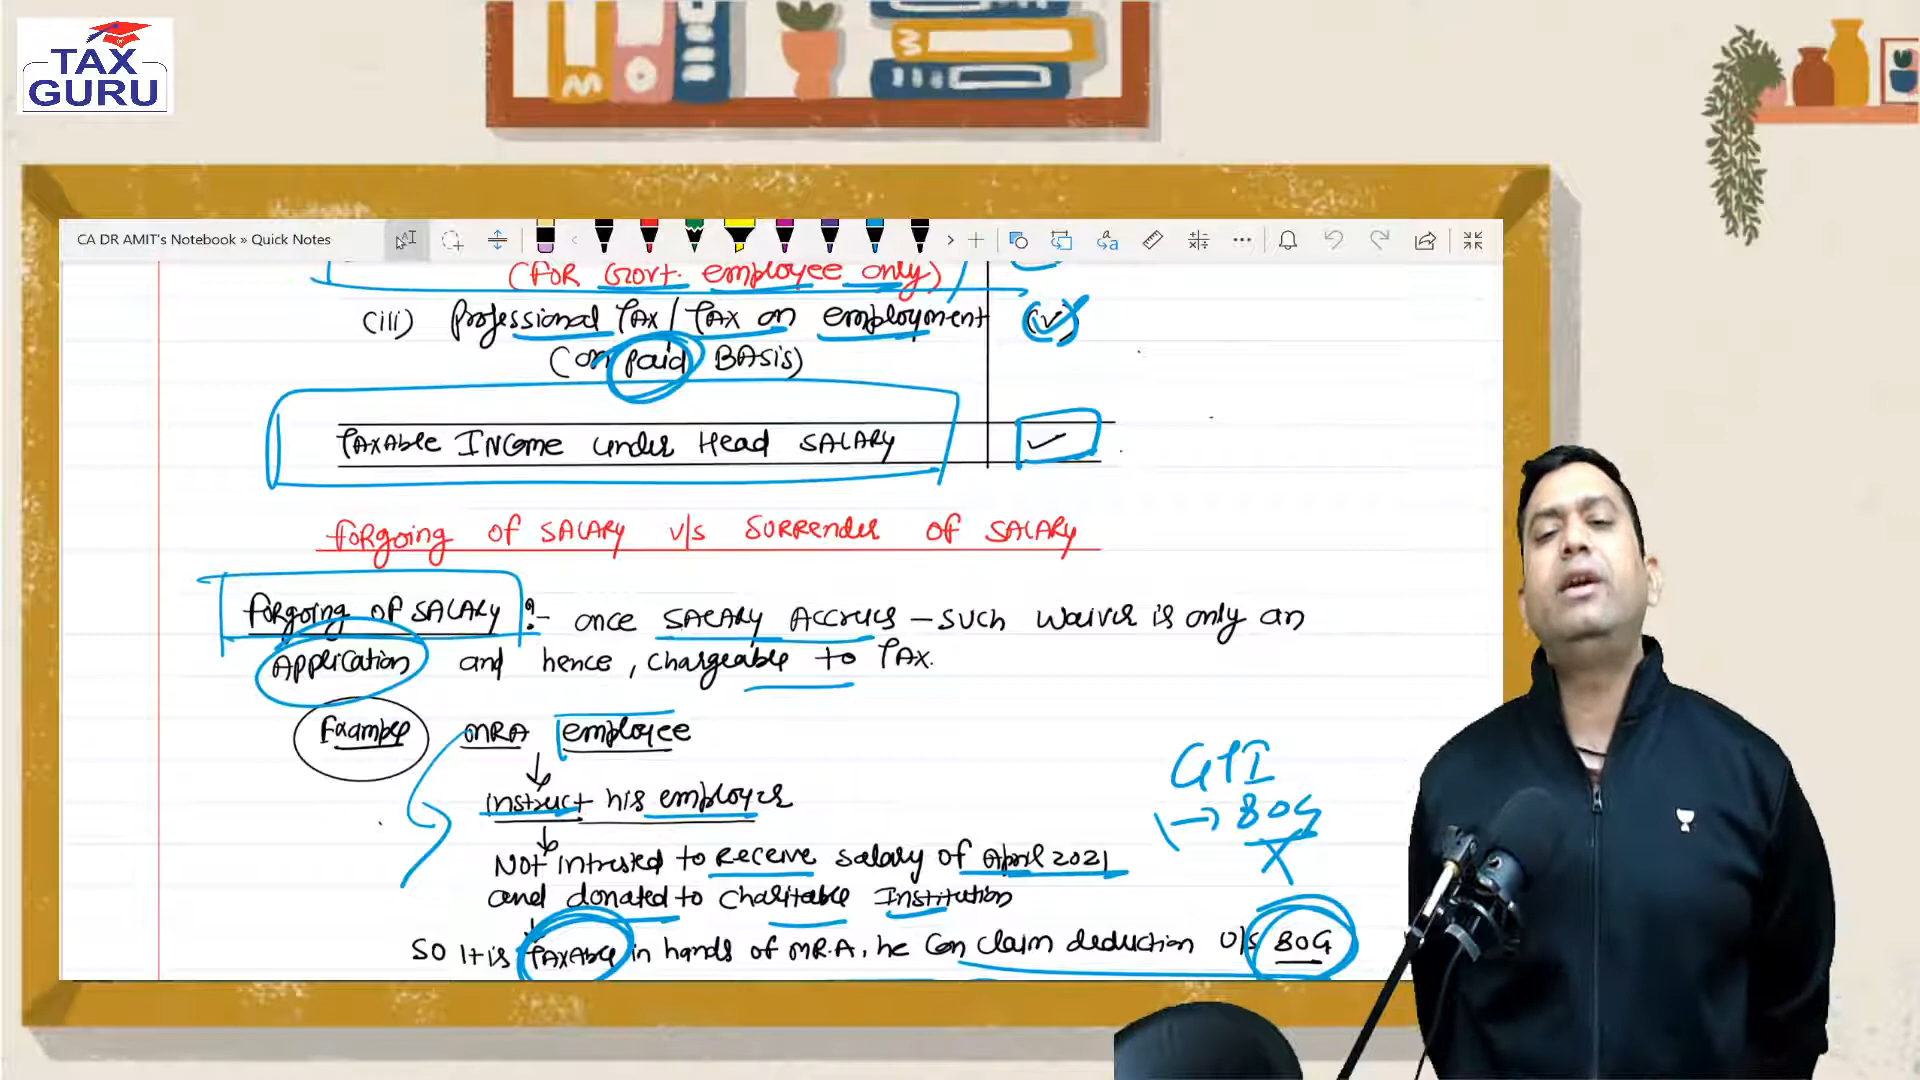 TAX
GURU
CA DR AMIT's Notebook » Quick Notes
(FOR Govt. employee only)
(iii) Professional TAX / TAX on employment (✓)
(on paid BASIS)
TAXABLE INCOME under Head SALARY ✓
Forgoing of SALARY v/s SURRENDER of SALARY
Forgoing of SALARY :- once SALARY Accrues – such waiver is only an
Application and hence, chargeable to TAX.
Example MRA employee
↓
instruct his employer
↓
Not intrested to receive salary of April 2021
and donated to charitable Institution
↓
So It is TAXABLE in hands of MR.A, he can claim deduction U/s 80G
GTI
→ 80G
X